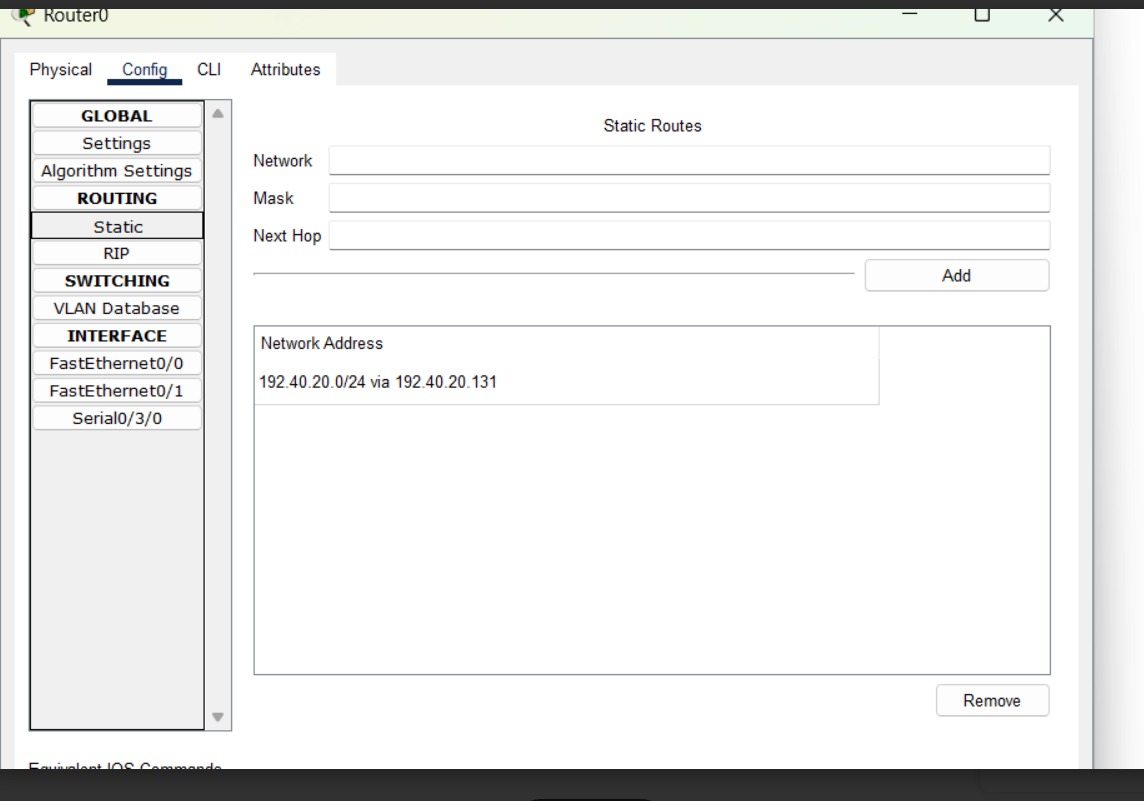 Router0
Physical Config CLI Attributes
GLOBAL
Settings
Algorithm Settings
ROUTING
Static
RIP
SWITCHING
VLAN Database
INTERFACE
FastEthernet0/0
FastEthernet0/1
Serial0/3/0
Static Routes
Network
Mask
Next Hop
Add
Network Address
192.40.20.0/24 via 192.40.20.131
Remove
Equivalent IOS Commands